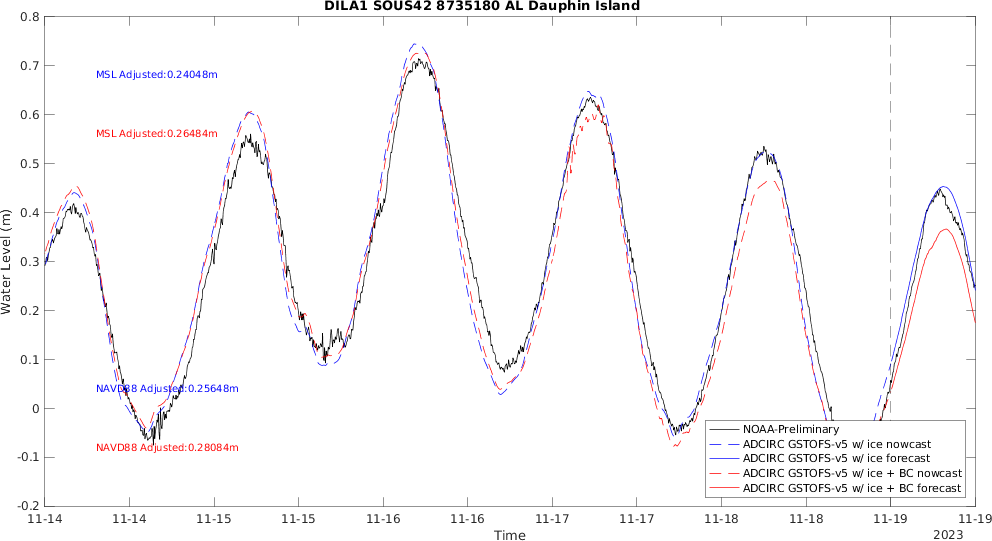 DILA1 SOUS42 8735180 AL Dauphin Island
0.8
0.7
0.6
0.5
0.4
0.3
0.2
0.1
0
-0.1
-0.2
Water Level (m)
MSL Adjusted:0.24048m
MSL Adjusted:0.26484m
NAVD88 Adjusted:0.25648m
NAVD88 Adjusted:0.28084m
NOAA-Preliminary
ADCIRC GSTOFS-v5 w/ ice nowcast
ADCIRC GSTOFS-v5 w/ ice forecast
ADCIRC GSTOFS-v5 w/ ice + BC nowcast
ADCIRC GSTOFS-v5 w/ ice + BC forecast
11-14 11-14 11-15 11-15 11-16 11-16 11-17 11-17 11-18 11-18 11-19 11-19
Time
2023